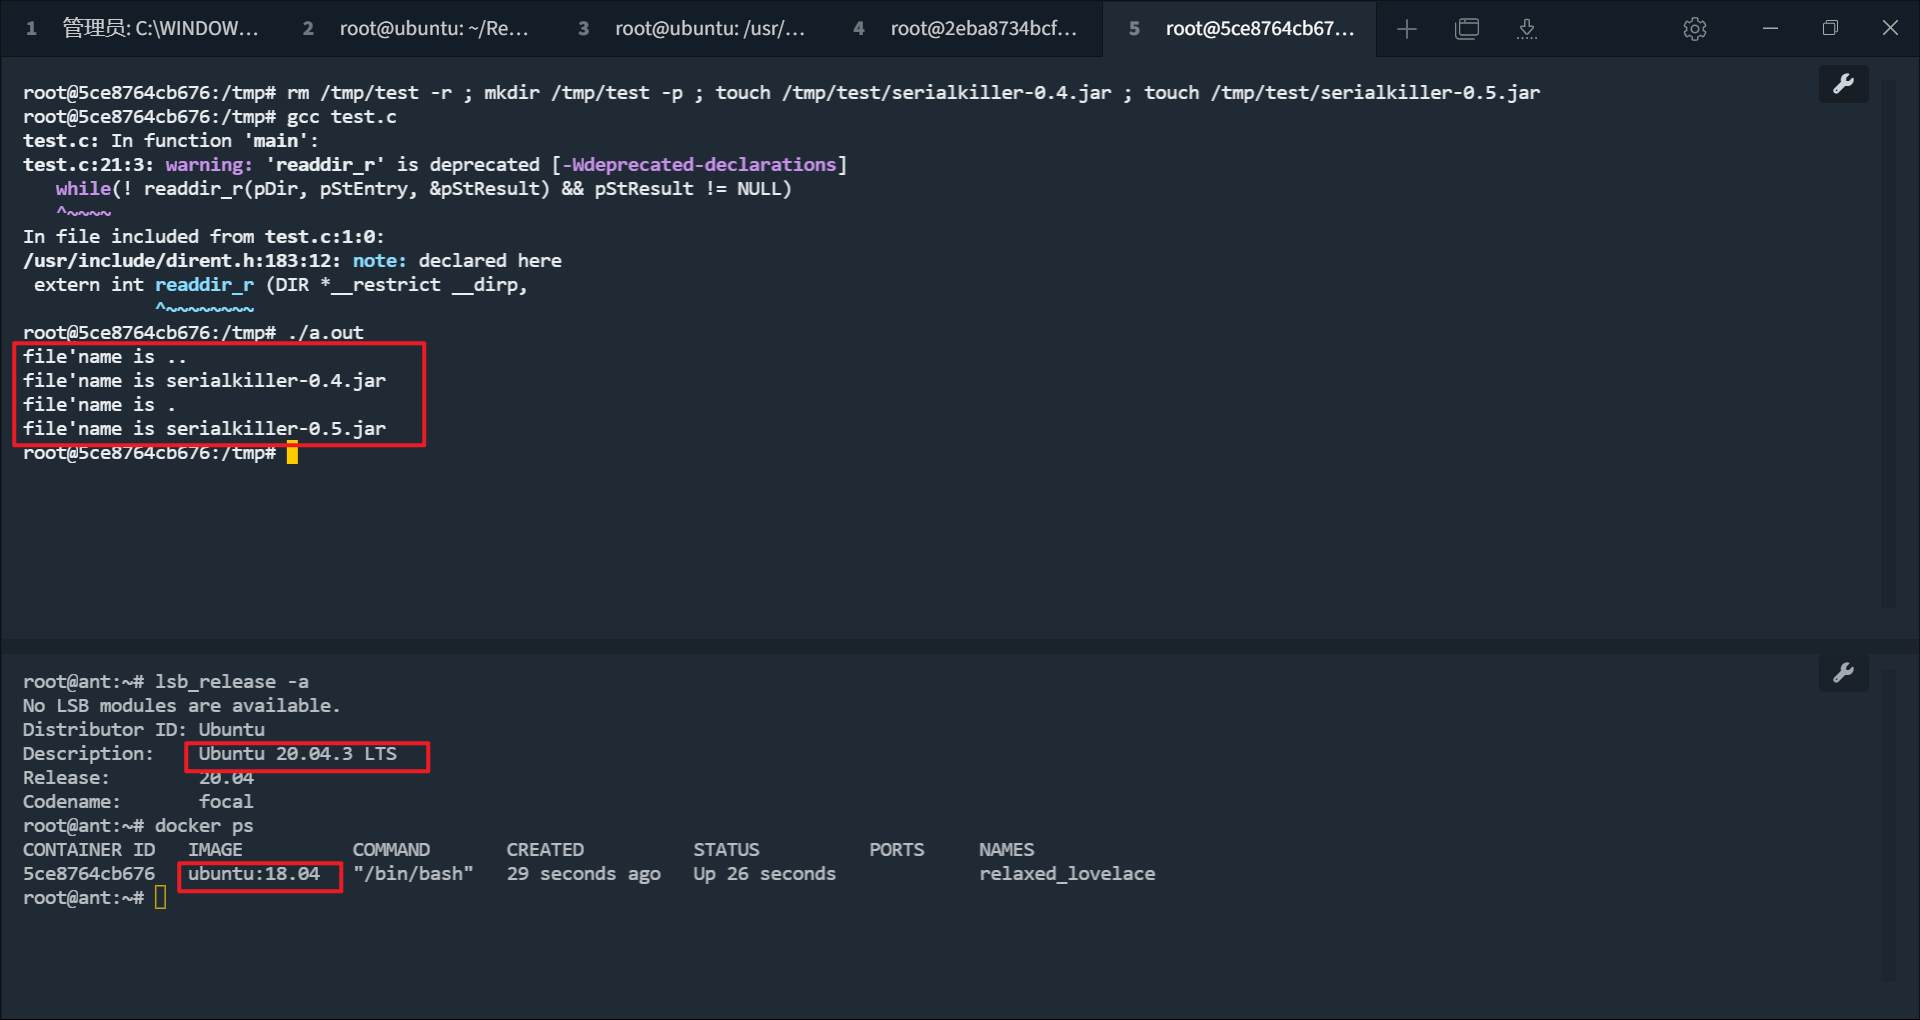 1 管理员: C:\WINDOW... 2 root@ubuntu: ~/Re... 3 root@ubuntu: /usr/... 4 root@2eba8734bcf... 5 root@5ce8764cb67...
root@5ce8764cb676:/tmp# rm /tmp/test -r ; mkdir /tmp/test -p ; touch /tmp/test/serialkiller-0.4.jar ; touch /tmp/test/serialkiller-0.5.jar
root@5ce8764cb676:/tmp# gcc test.c
test.c: In function 'main':
test.c:21:3: warning: 'readdir_r' is deprecated [-Wdeprecated-declarations]
   while(! readdir_r(pDir, pStEntry, &pStResult) && pStResult != NULL)
   ^~~~~
In file included from test.c:1:0:
/usr/include/dirent.h:183:12: note: declared here
 extern int readdir_r (DIR *__restrict __dirp,
            ^~~~~~~~~
root@5ce8764cb676:/tmp# ./a.out
file'name is ..
file'name is serialkiller-0.4.jar
file'name is .
file'name is serialkiller-0.5.jar
root@5ce8764cb676:/tmp#
root@ant:~# lsb_release -a
No LSB modules are available.
Distributor ID: Ubuntu
Description:    Ubuntu 20.04.3 LTS
Release:        20.04
Codename:       focal
root@ant:~# docker ps
CONTAINER ID   IMAGE          COMMAND       CREATED          STATUS          PORTS     NAMES
5ce8764cb676   ubuntu:18.04   "/bin/bash"   29 seconds ago   Up 26 seconds             relaxed_lovelace
root@ant:~#